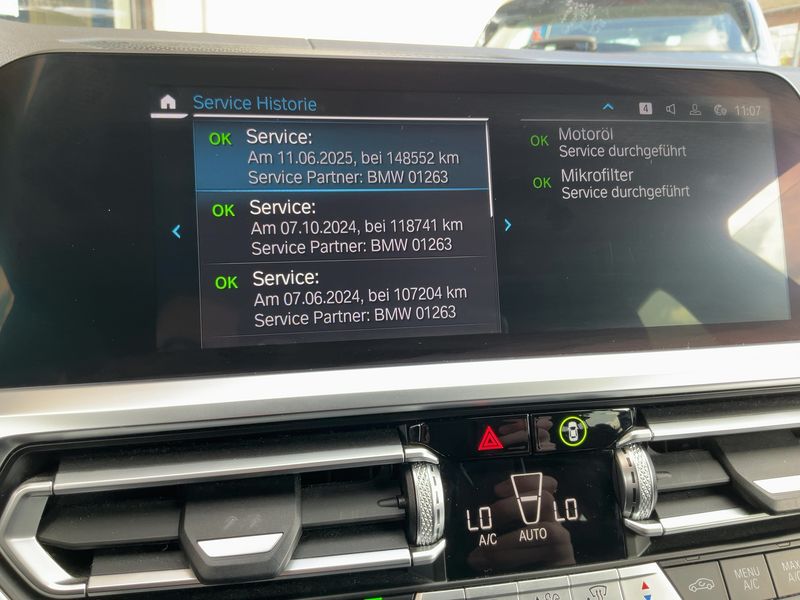 Service Historie
4
11:07
OK Service:
Am 11.06.2025, bei 148552 km
Service Partner: BMW 01263
OK Service:
Am 07.10.2024, bei 118741 km
Service Partner: BMW 01263
OK Service:
Am 07.06.2024, bei 107204 km
Service Partner: BMW 01263
OK Motoröl
Service durchgeführt
OK Mikrofilter
Service durchgeführt
LO LO
A/C AUTO
MENU
A/C
MAX
A/C